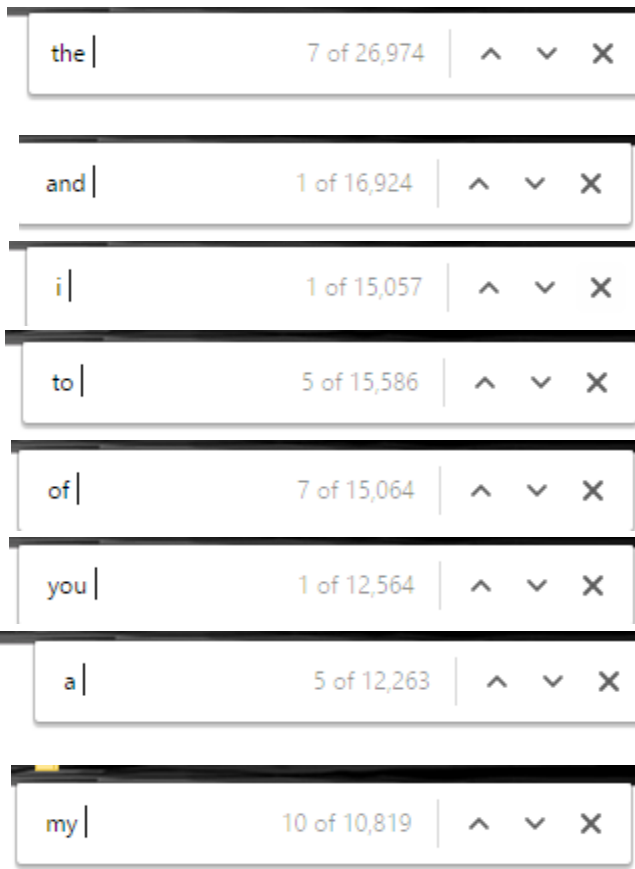 the 7 of 26,974
and 1 of 16,924
i 1 of 15,057
to 5 of 15,586
of 7 of 15,064
you 1 of 12,564
a 5 of 12,263
my 10 of 10,819